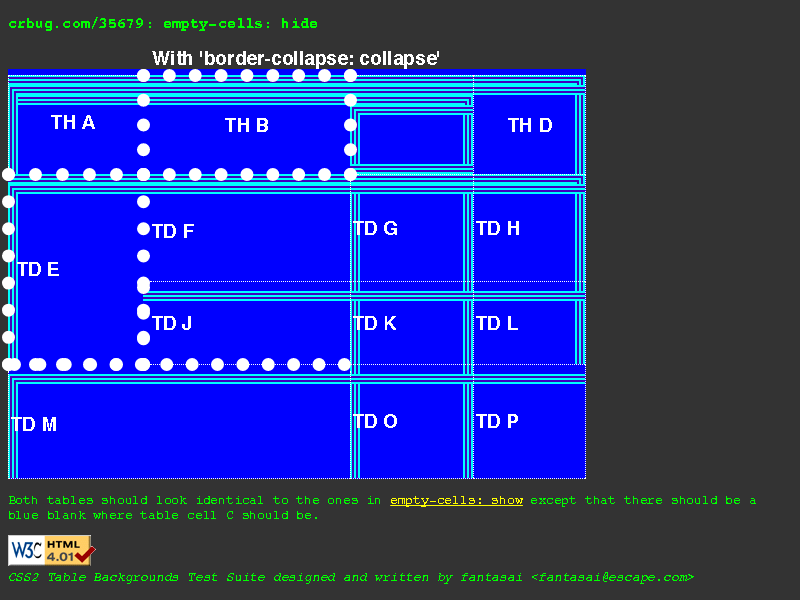 crbug.com/35679: empty-cells: hide
With 'border-collapse: collapse'
TH A
TH B
TH D
TD E
TD F
TD G
TD H
TD J
TD K
TD L
TD M
TD O
TD P
Both tables should look identical to the ones in empty-cells: show except that there should be a
blue blank where table cell C should be.
W3C HTML 4.01
CSS2 Table Backgrounds Test Suite designed and written by fantasai <fantasai@escape.com>